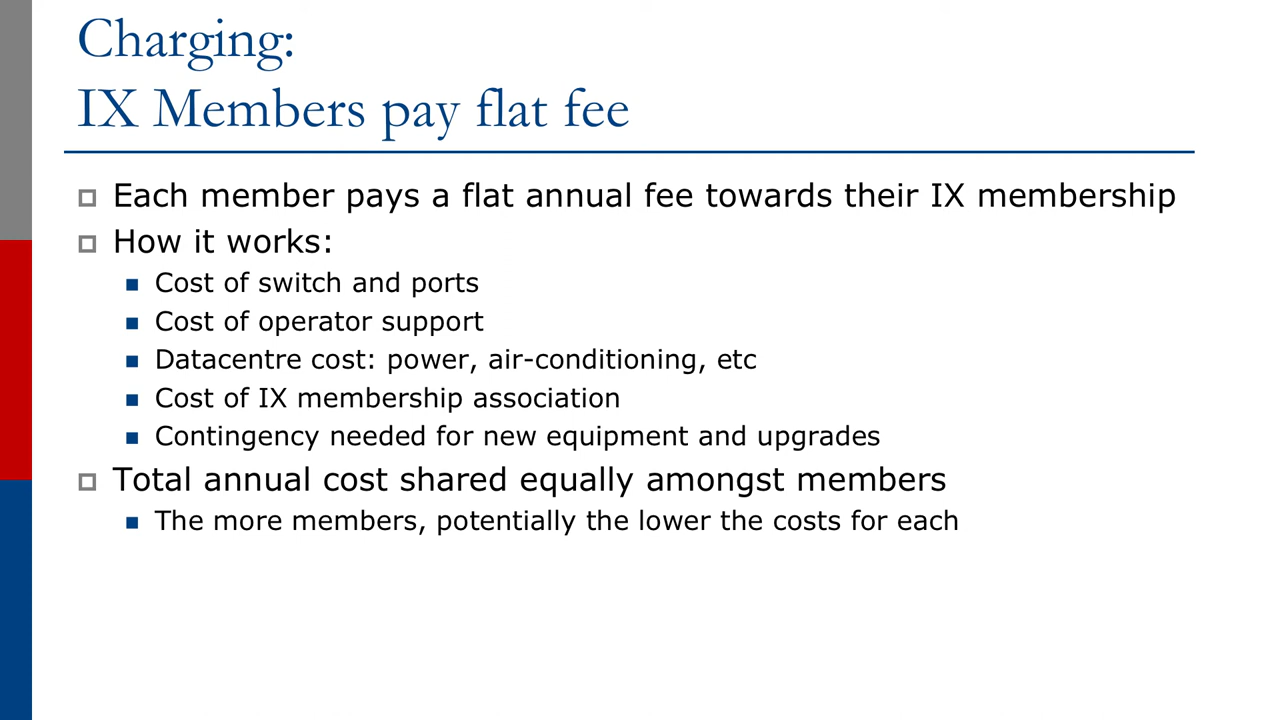 Charging:
IX Members pay flat fee
Each member pays a flat annual fee towards their IX membership
How it works:
Cost of switch and ports
Cost of operator support
Datacentre cost: power, air-conditioning, etc
Cost of IX membership association
Contingency needed for new equipment and upgrades
Total annual cost shared equally amongst members
The more members, potentially the lower the costs for each